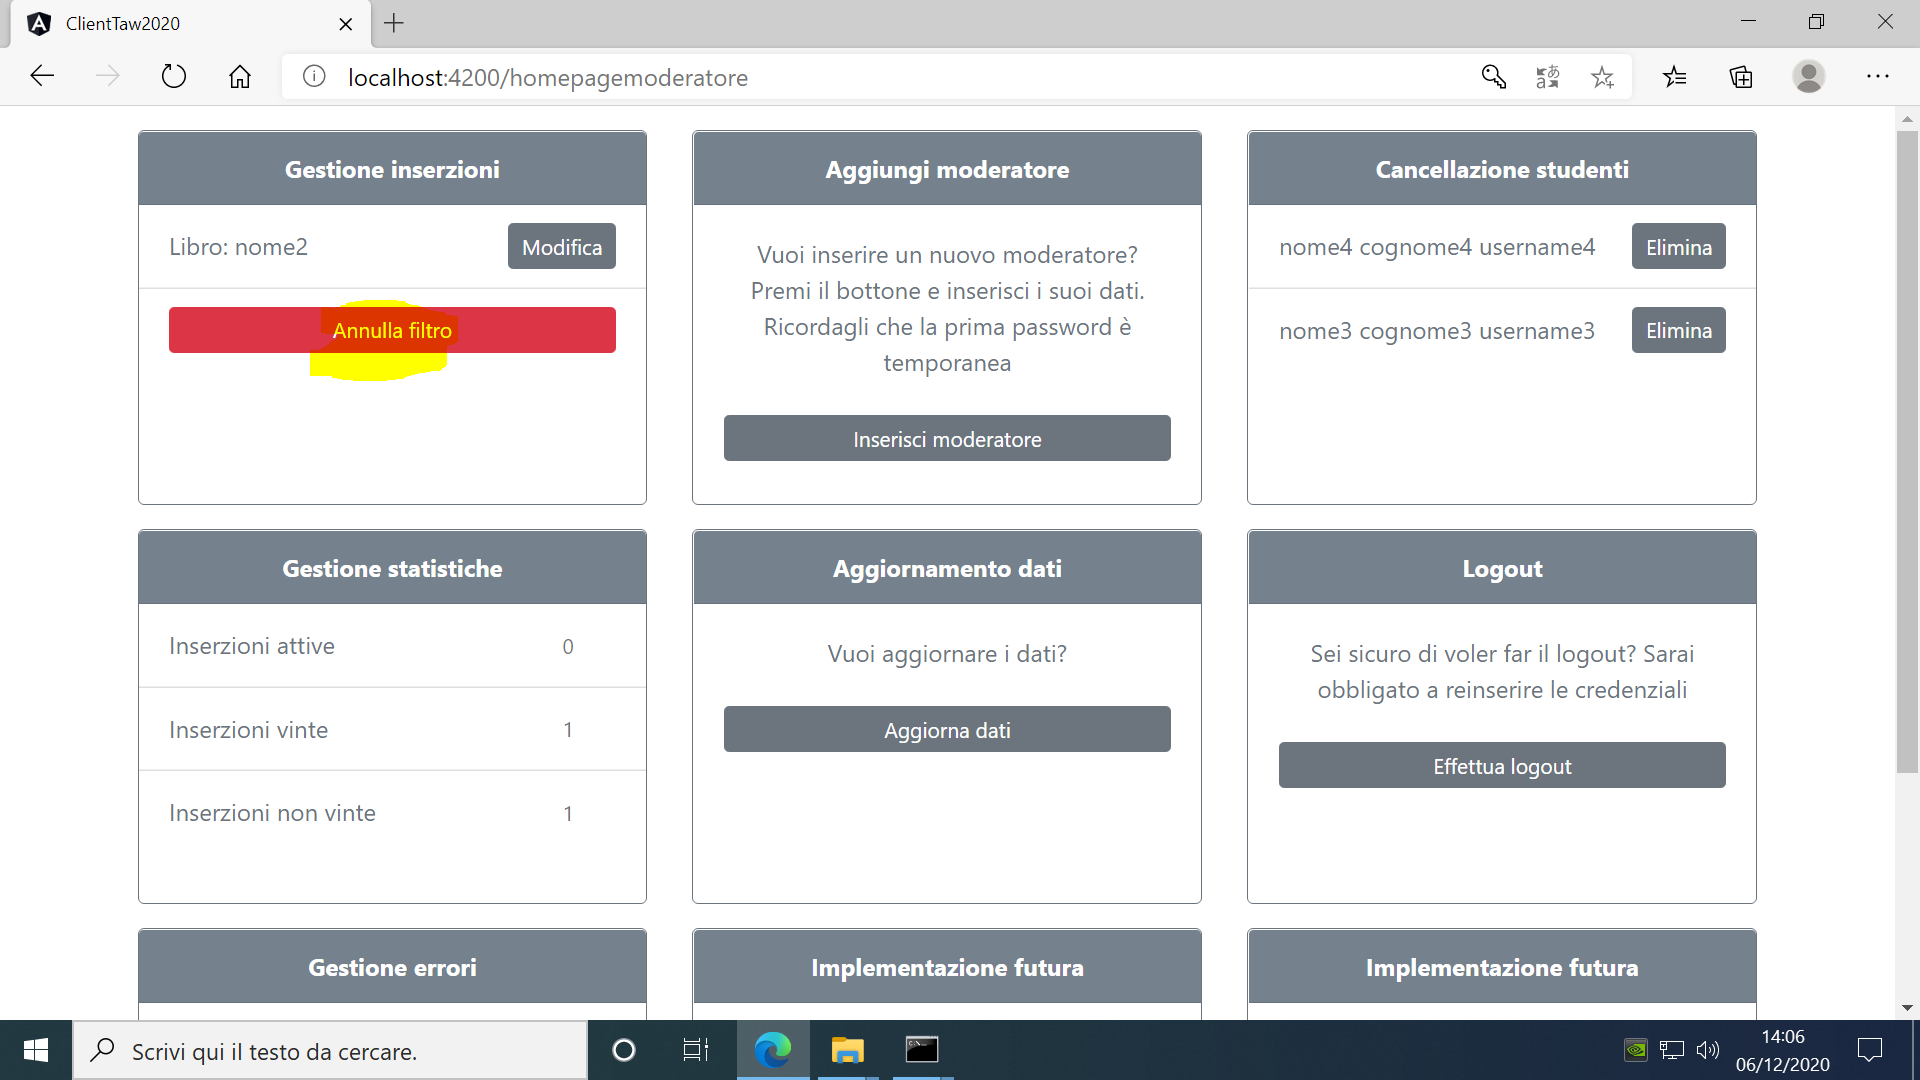 ClientTaw2020
localhost:4200/homepagemoderatore
Gestione inserzioni
Libro: nome2
Modifica
Annulla filtro
Aggiungi moderatore
Vuoi inserire un nuovo moderatore?
Premi il bottone e inserisci i suoi dati.
Ricordagli che la prima password è
temporanea
Inserisci moderatore
Cancellazione studenti
nome4 cognome4 username4
Elimina
nome3 cognome3 username3
Elimina
Gestione statistiche
Inserzioni attive 0
Inserzioni vinte 1
Inserzioni non vinte 1
Aggiornamento dati
Vuoi aggiornare i dati?
Aggiorna dati
Logout
Sei sicuro di voler far il logout? Sarai
obbligato a reinserire le credenziali
Effettua logout
Gestione errori
Implementazione futura
Implementazione futura
Scrivi qui il testo da cercare.
14:06
06/12/2020